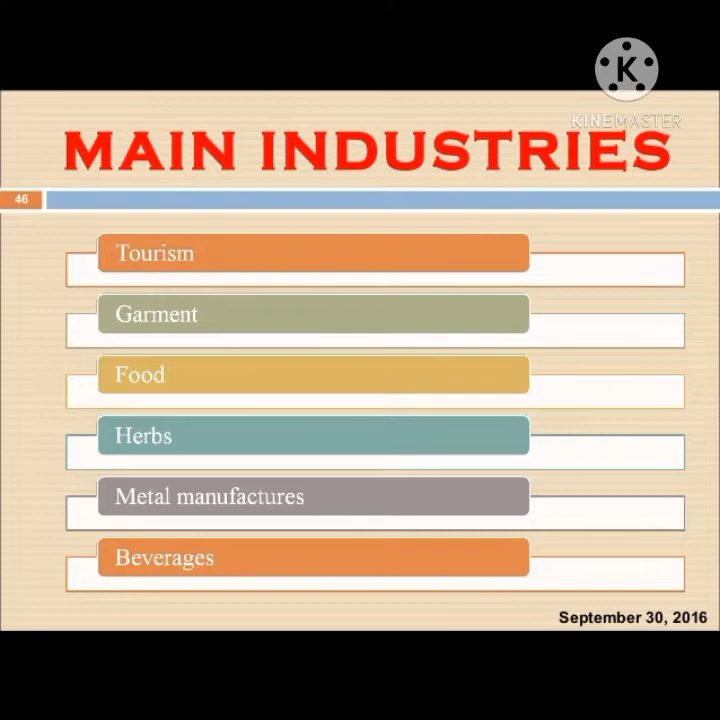 K
KINEMASTER
MAIN INDUSTRIES
46
Tourism
Garment
Food
Herbs
Metal manufactures
Beverages
September 30, 2016